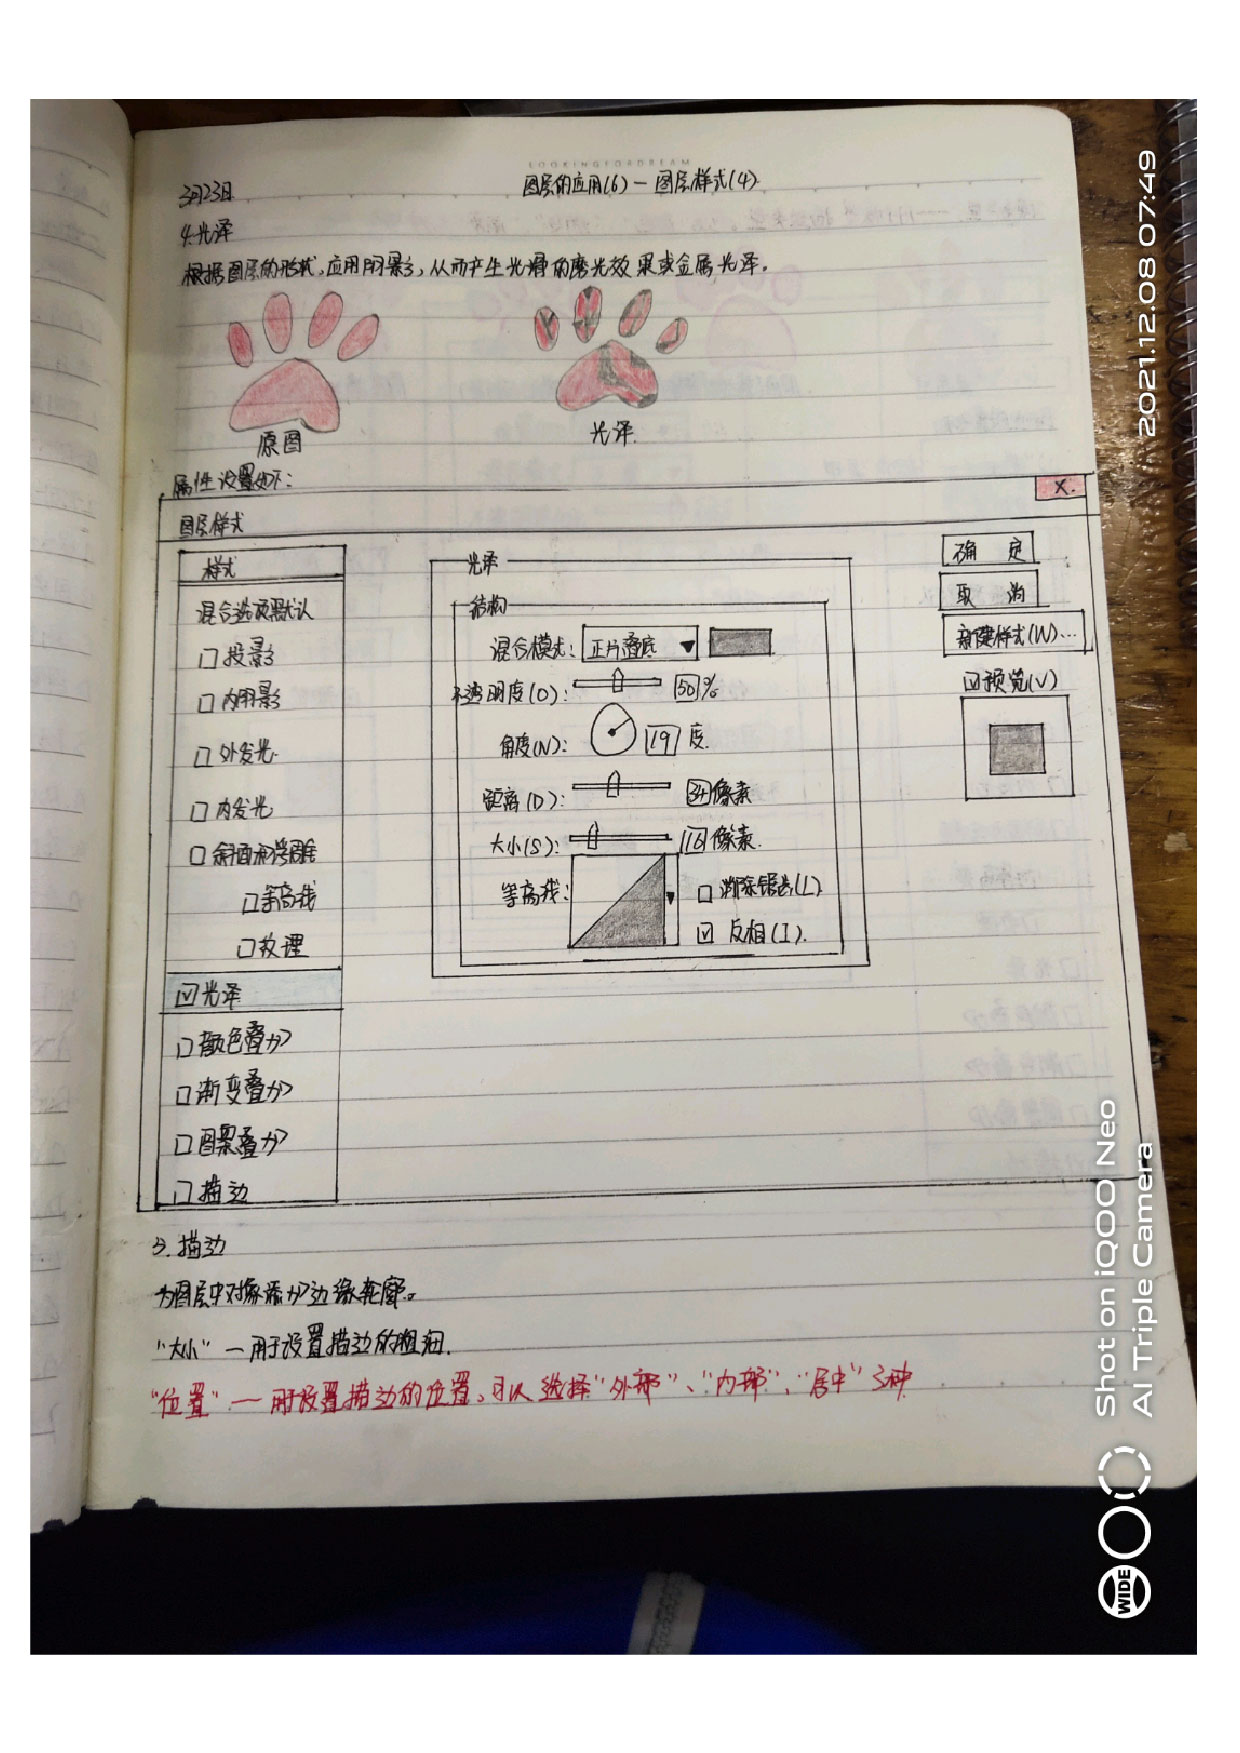 LOOKINGFORDREAM
3月23日
图层的应用(6)—图层样式(4)
4.光泽
根据图层的形状,应用阴影,从而产生光滑的磨光效果或金属光泽。
原图
光泽.
属性设置如下:
X.
图层样式
样式
混合选项默认
□ 投影
□ 内阴影
□ 外发光
□ 内发光
□ 斜面和浮雕
□ 等高线
□ 纹理
☑ 光泽
□ 颜色叠加
□ 渐变叠加
□ 图案叠加
□ 描边
光泽
结构
混合模式: 正片叠底 ▼
不透明度(O): 50 %
角度(N): 19 度
距离(D): 像素
大小(S): 像素.
等高线: ▼
□ 消除锯齿(L)
☑ 反相(I).
确 定
取 消
新建样式(W)...
☑ 预览(V)
描边
为图层中对象添加边缘轮廓。
“大小”—用于设置描边的粗细.
“位置”—用于设置描边的位置,可以选择“外部”、“内部”、“居中”3种
2021.12.08 07:49
Shot on iQOO Neo
AI Triple Camera
WIDE